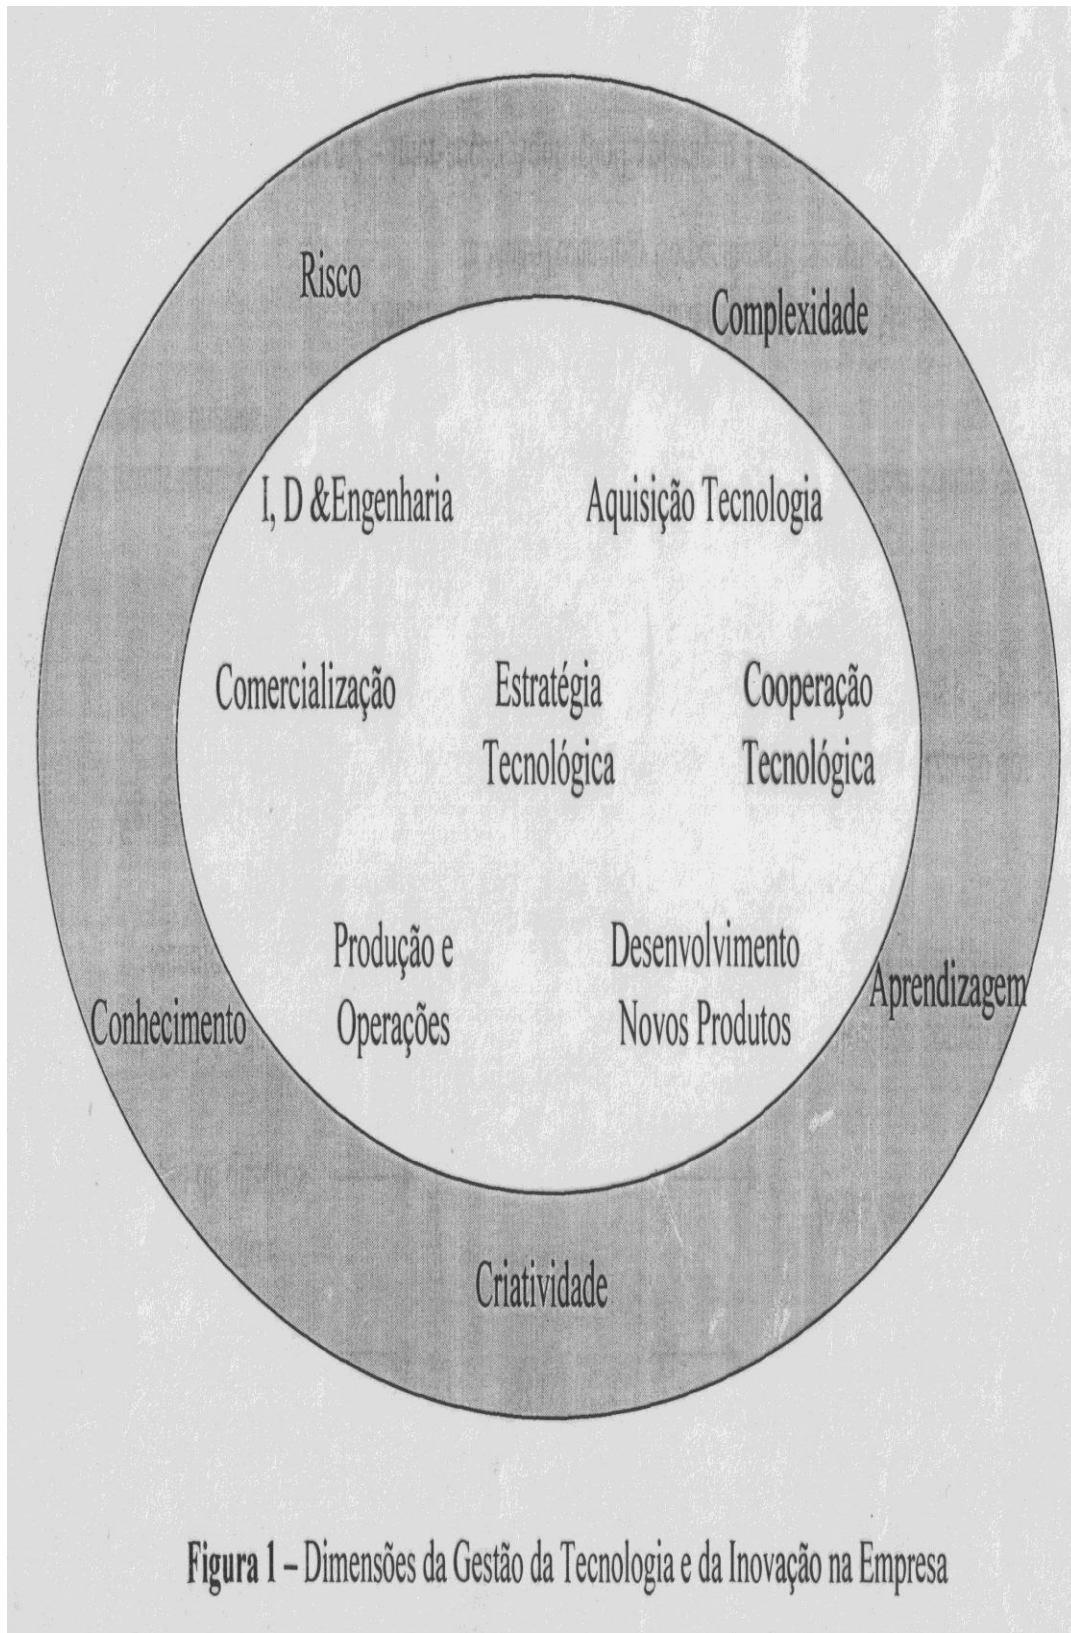 Risco
Complexidade
I, D &Engenharia
Aquisição Tecnologia
Comercialização
Estratégia
Tecnológica
Cooperação
Tecnológica
Produção e
Operações
Desenvolvimento
Novos Produtos
Aprendizagem
Conhecimento
Criatividade
Figura 1 – Dimensões da Gestão da Tecnologia e da Inovação na Empresa